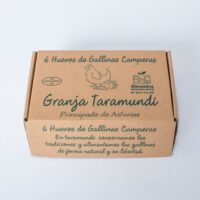 6 Huevos de Gallinas Camperas
Alimentos
Granja Taramundi
Principado de Asturias
6 Huevos de Gallinas Camperas
En taramundi conservamos las
tradiciones y alimentamos las gallinas
de forma natural y en libertad.